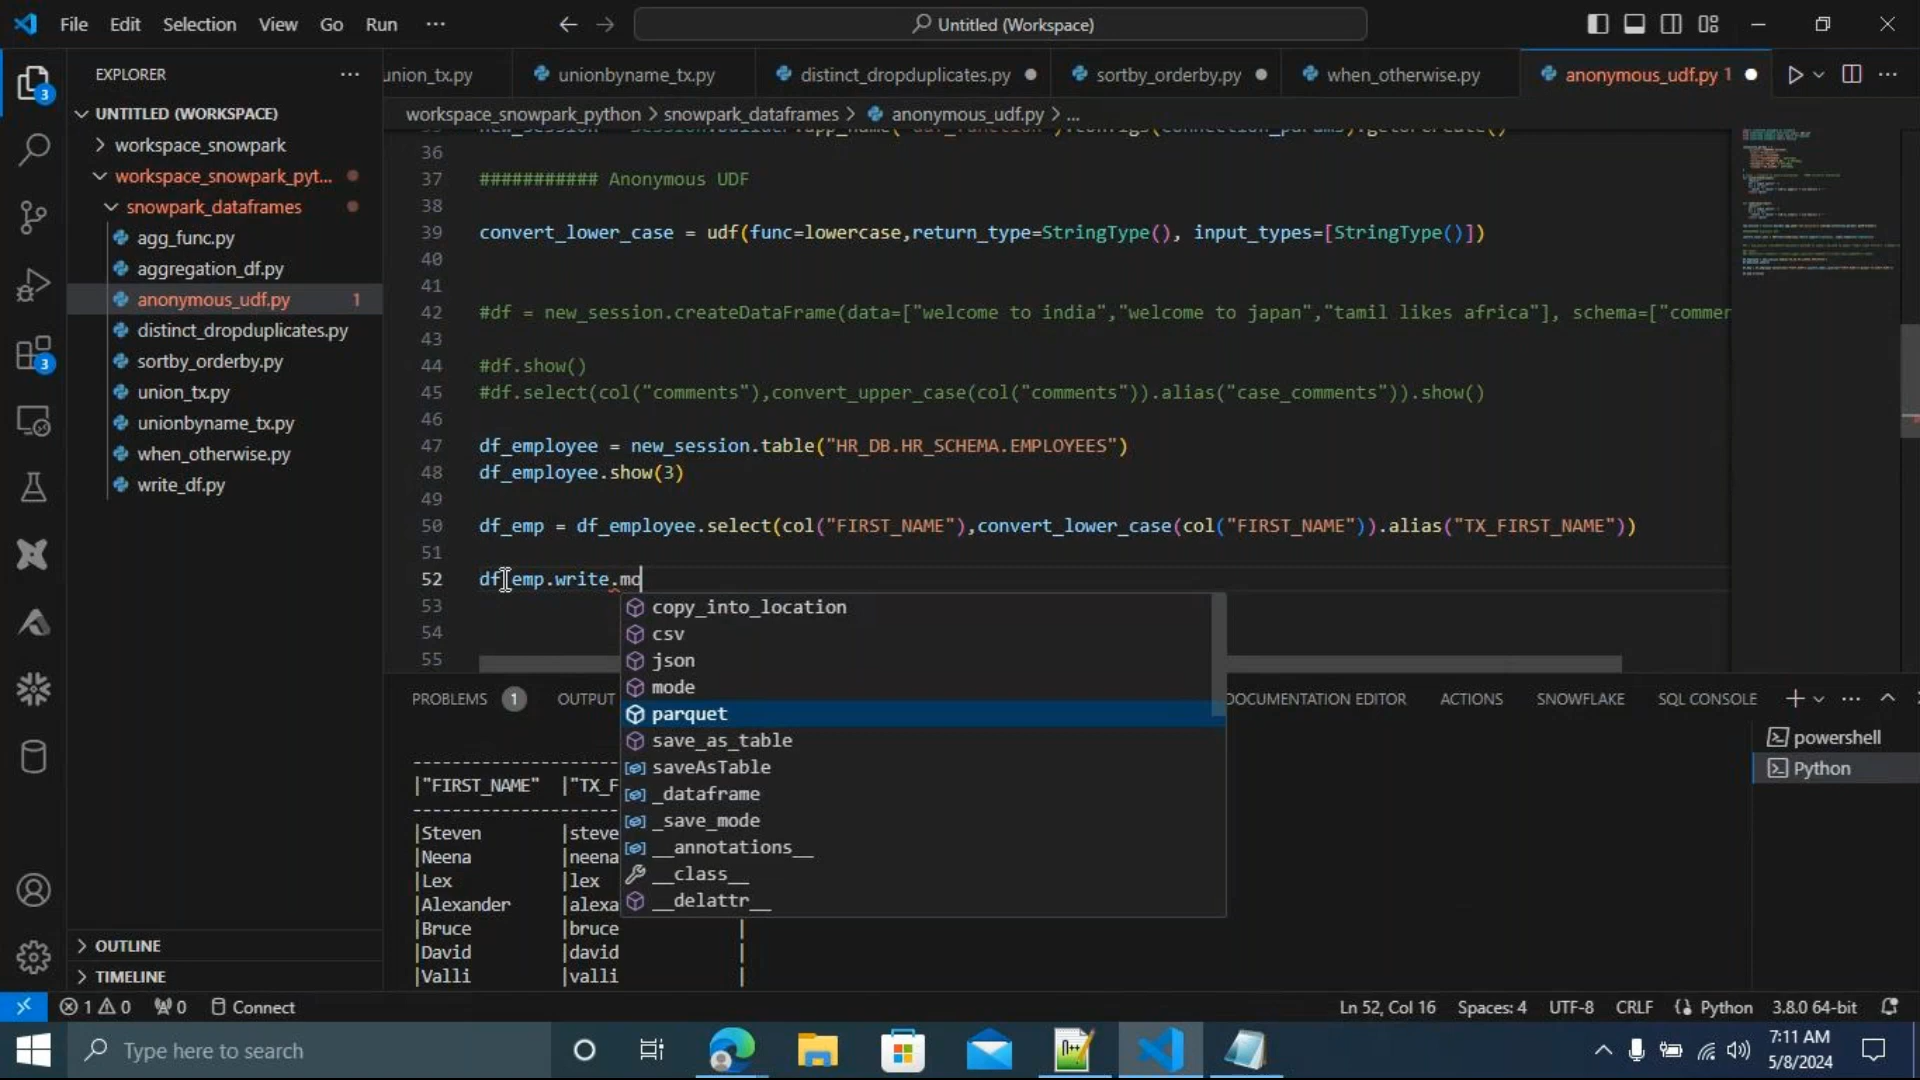 File Edit Selection View Go Run ··· Untitled (Workspace)
EXPLORER ···
union_tx.py unionbyname_tx.py distinct_dropduplicates.py sortby_orderby.py when_otherwise.py anonymous_udf.py 1
workspace_snowpark_python > snowpark_dataframes > anonymous_udf.py > ...
UNTITLED (WORKSPACE)
workspace_snowpark
workspace_snowpark_pyt...
snowpark_dataframes
agg_func.py
aggregation_df.py
anonymous_udf.py 1
distinct_dropduplicates.py
sortby_orderby.py
union_tx.py
unionbyname_tx.py
when_otherwise.py
write_df.py
OUTLINE
TIMELINE
36
37 ########### Anonymous UDF
38
39 convert_lower_case = udf(func=lowercase,return_type=StringType(), input_types=[StringType()])
40
41
42 #df = new_session.createDataFrame(data=["welcome to india","welcome to japan","tamil likes africa"], schema=["commer
43
44 #df.show()
45 #df.select(col("comments"),convert_upper_case(col("comments")).alias("case_comments")).show()
46
47 df_employee = new_session.table("HR_DB.HR_SCHEMA.EMPLOYEES")
48 df_employee.show(3)
49
50 df_emp = df_employee.select(col("FIRST_NAME"),convert_lower_case(col("FIRST_NAME")).alias("TX_FIRST_NAME"))
51
52 df_emp.write.mo
53
54
55
copy_into_location
csv
json
mode
parquet
save_as_table
saveAsTable
_dataframe
_save_mode
__annotations__
__class__
__delattr__
PROBLEMS 1 OUTPUT DOCUMENTATION EDITOR ACTIONS SNOWFLAKE SQL CONSOLE
powershell
Python
--------------------
|"FIRST_NAME" |"TX_F
--------------------
|Steven |steve
|Neena |neena
|Lex |lex
|Alexander |alexa
|Bruce |bruce |
|David |david |
|Valli |valli |
1 0 0 Connect Ln 52, Col 16 Spaces: 4 UTF-8 CRLF Python 3.8.0 64-bit
Type here to search
7:11 AM
5/8/2024